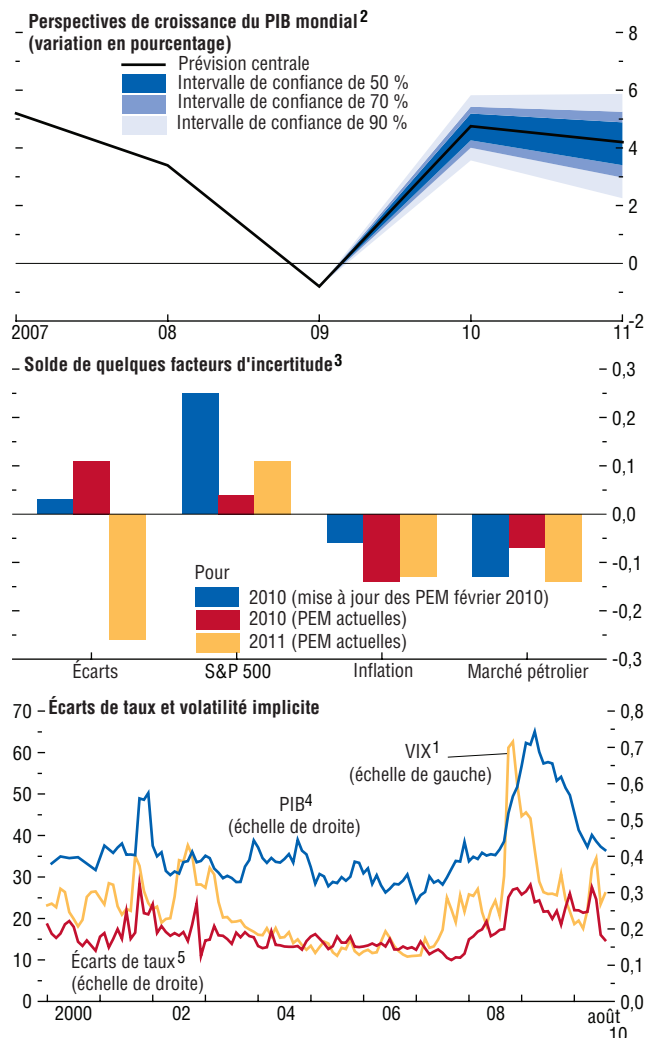 Perspectives de croissance du PIB mondial2
(variation en pourcentage)
Prévision centrale
Intervalle de confiance de 50 %
Intervalle de confiance de 70 %
Intervalle de confiance de 90 %
8
6
4
2
0
-2
2007 08 09 10 11
Solde de quelques facteurs d'incertitude3
0,3
0,2
0,1
0,0
-0,1
-0,2
-0,3
Pour
2010 (mise à jour des PEM février 2010)
2010 (PEM actuelles)
2011 (PEM actuelles)
Écarts S&P 500 Inflation Marché pétrolier
Écarts de taux et volatilité implicite
70
60
50
40
30
20
10
0
VIX1
(échelle de gauche)
PIB4
(échelle de droite)
Écarts de taux5
(échelle de droite)
0,8
0,7
0,6
0,5
0,4
0,3
0,2
0,1
0,0
2000 02 04 06 08 août
10